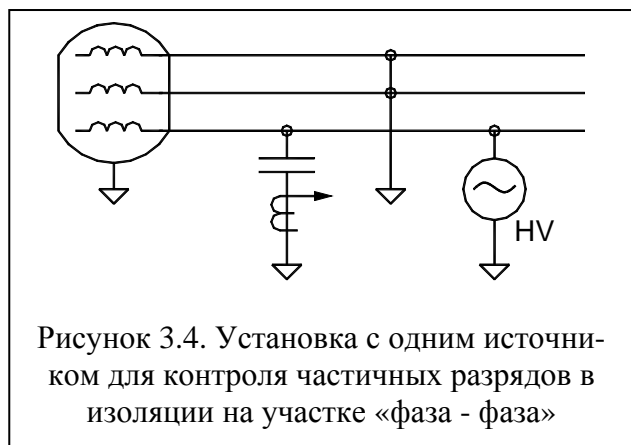 HV
Рисунок 3.4. Установка с одним источни-
ком для контроля частичных разрядов в
изоляции на участке «фаза - фаза»